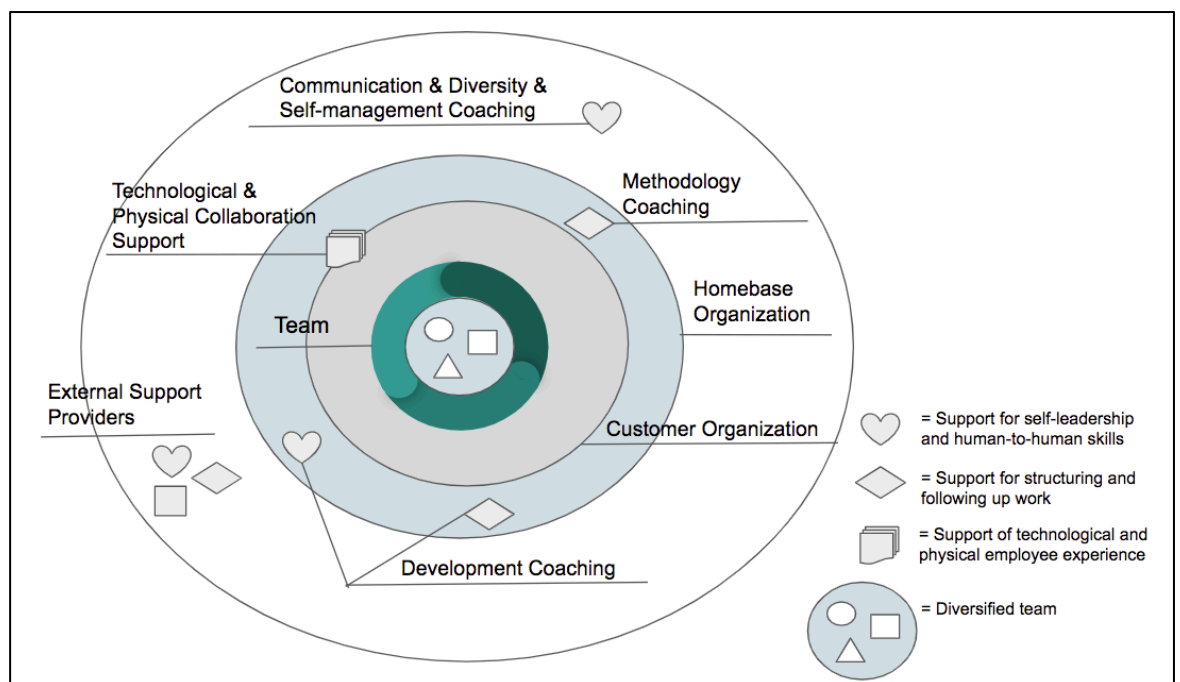 Communication & Diversity &
Self-management Coaching
Technological &
Physical Collaboration
Support
Methodology
Coaching
Homebase
Organization
Team
External Support
Providers
Customer Organization
Development Coaching
= Support for self-leadership
and human-to-human skills
= Support for structuring and
following up work
= Support of technological and
physical employee experience
= Diversified team